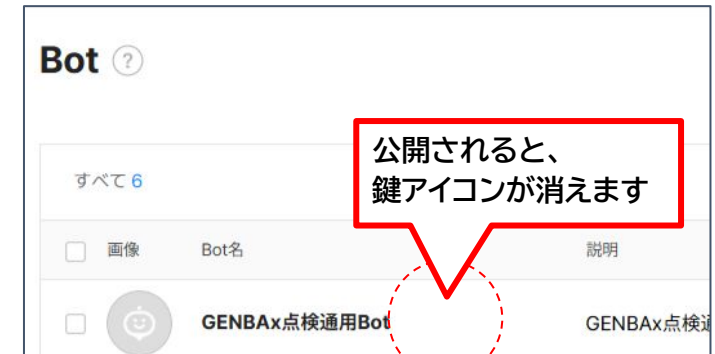 Bot ?
公開されると、
鍵アイコンが消えます
すべて 6
画像 Bot名 説明
GENBAx点検通用Bot GENBAx点検通